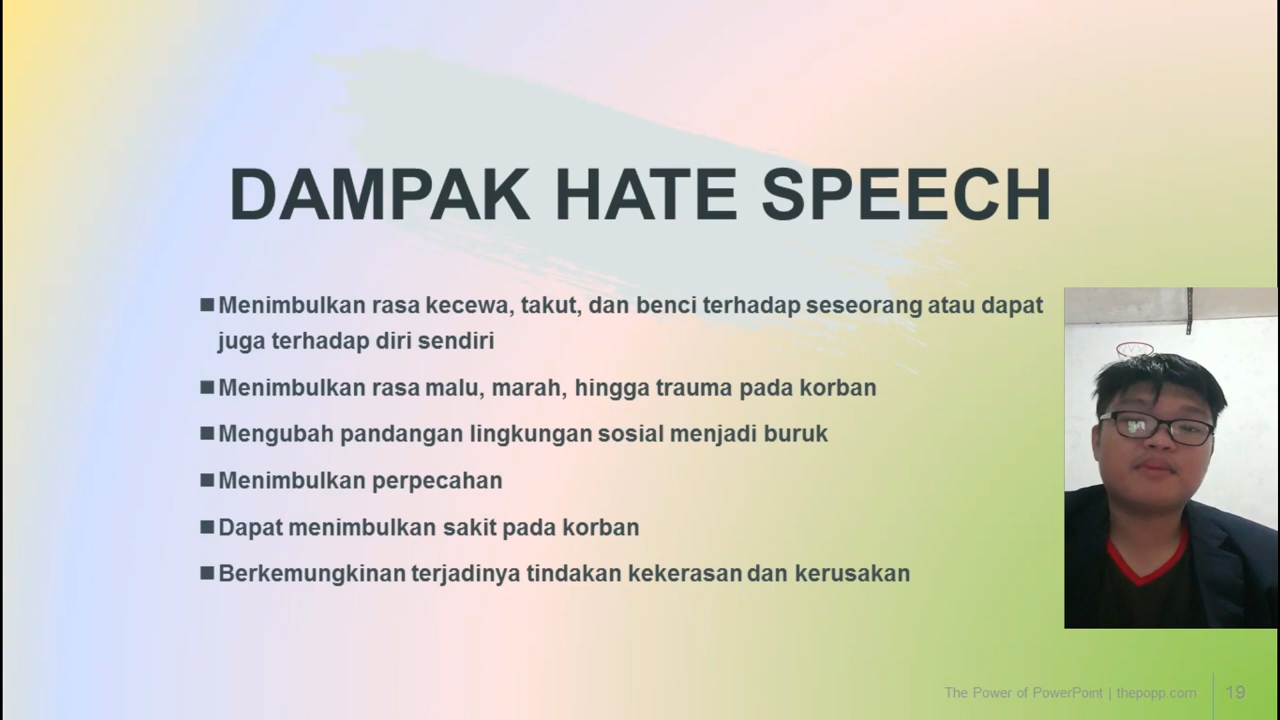 DAMPAK HATE SPEECH
■ Menimbulkan rasa kecewa, takut, dan benci terhadap seseorang atau dapat
juga terhadap diri sendiri
■ Menimbulkan rasa malu, marah, hingga trauma pada korban
■ Mengubah pandangan lingkungan sosial menjadi buruk
■ Menimbulkan perpecahan
■ Dapat menimbulkan sakit pada korban
■ Berkemungkinan terjadinya tindakan kekerasan dan kerusakan
The Power of PowerPoint | thepopp.com
19